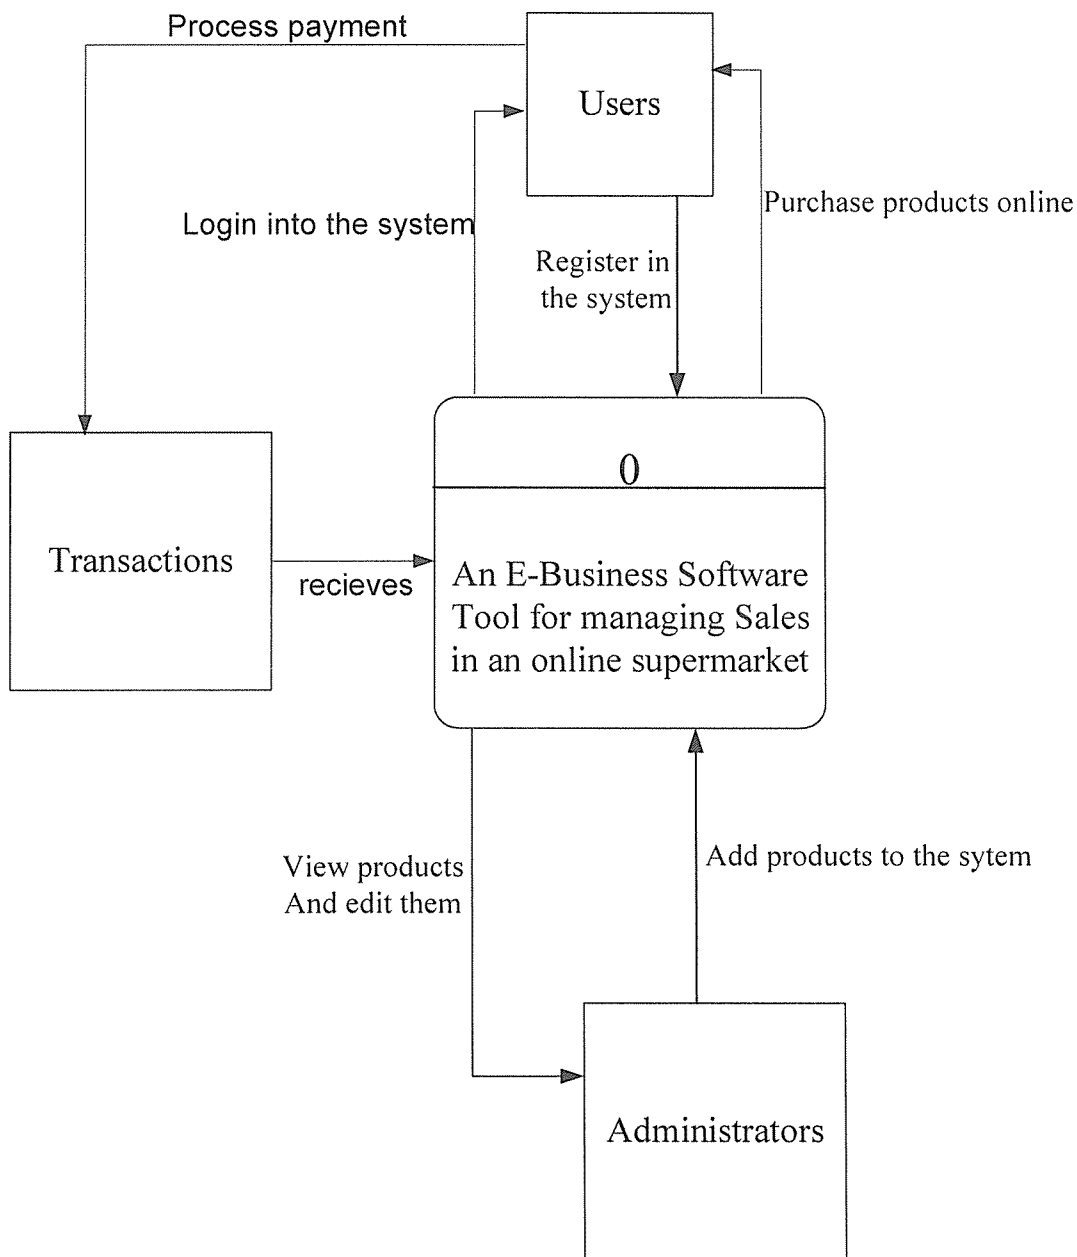 Process payment
Users
Purchase products online
Login into the system
Register in
the system
0
Transactions
recieves
An E-Business Software
Tool for managing Sales
in an online supermarket
View products
And edit them
Add products to the sytem
Administrators